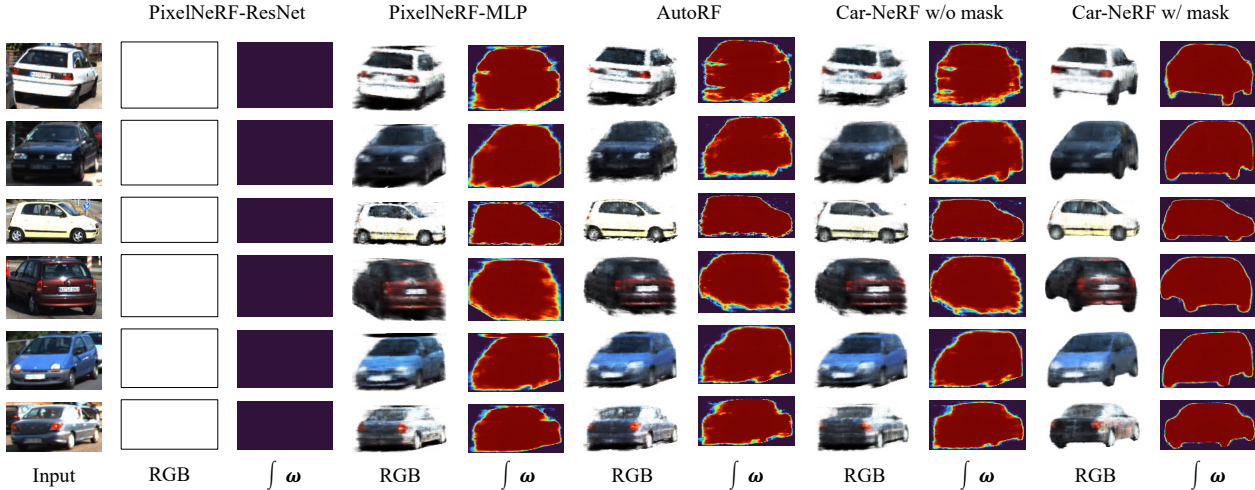 PixelNeRF-ResNet PixelNeRF-MLP AutoRF Car-NeRF w/o mask Car-NeRF w/ mask
Input RGB ∫ ω RGB ∫ ω RGB ∫ ω RGB ∫ ω RGB ∫ ω